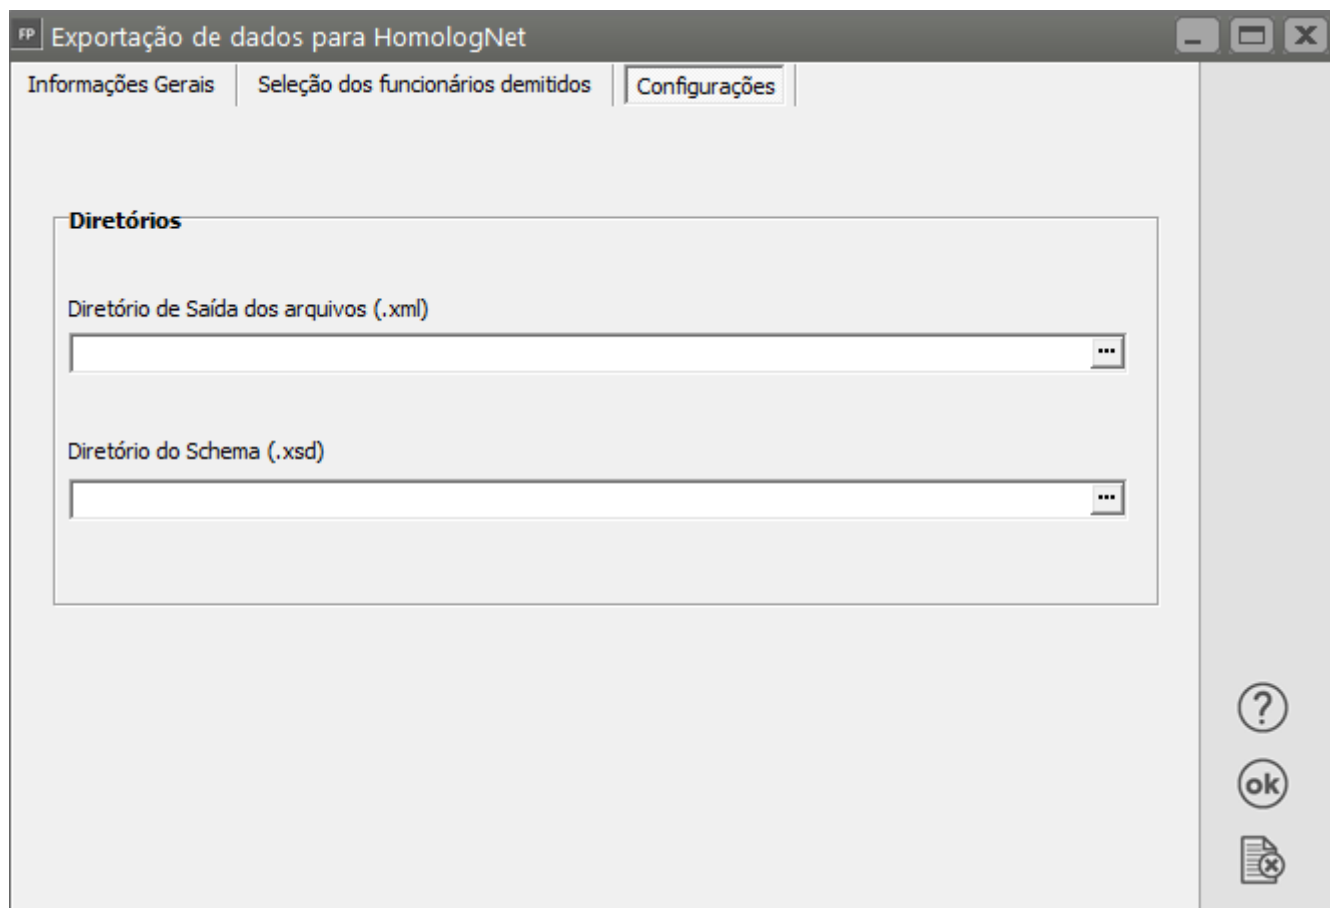 FP Exportação de dados para HomologNet
Informações Gerais Seleção dos funcionários demitidos Configurações
Diretórios
Diretório de Saída dos arquivos (.xml)
...
Diretório do Schema (.xsd)
...
?
ok